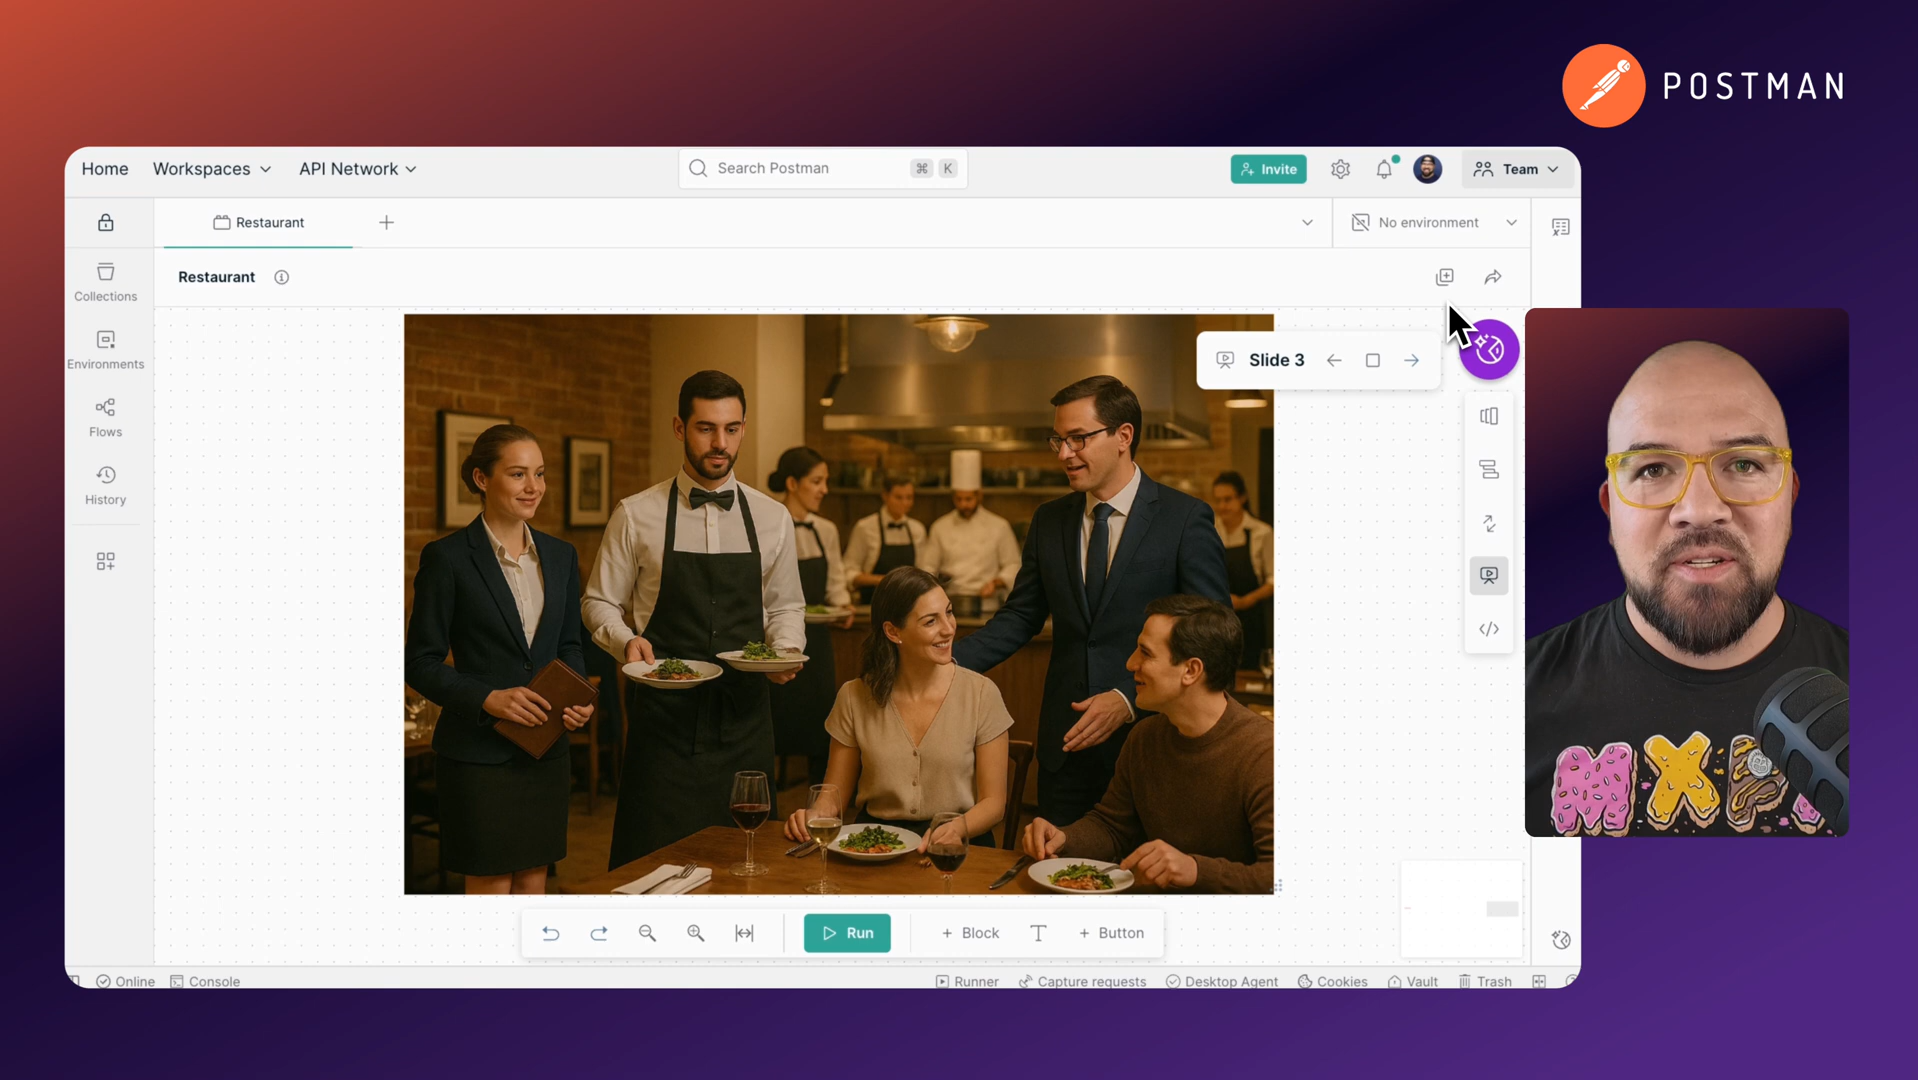 POSTMAN
Home Workspaces API Network Search Postman ⌘ K Invite Team
Restaurant No environment
Restaurant
Collections
Environments
Flows
History
Slide 3
Run + Block T + Button
Online Console Runner Capture requests Desktop Agent Cookies Vault Trash